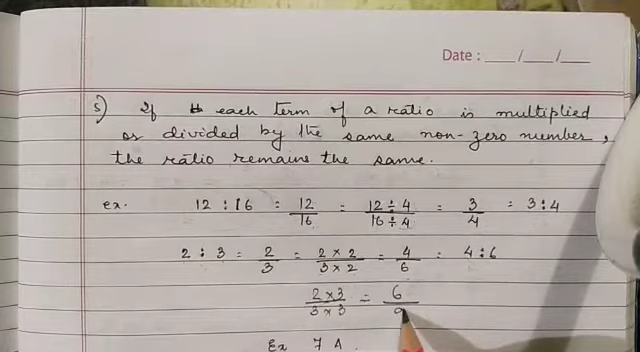 Date : ___/___/___
5) If each term of a ratio is multiplied
or divided by the same non-zero number,
the ratio remains the same.
ex. 12 : 16 = 12/16 = 12 ÷ 4/16 ÷ 4 = 3/4 = 3 : 4
2 : 3 = 2/3 = 2 × 2/3 × 2 = 4/6 = 4 : 6
2 × 3/3 × 3 = 6/9
Ex 7 A.